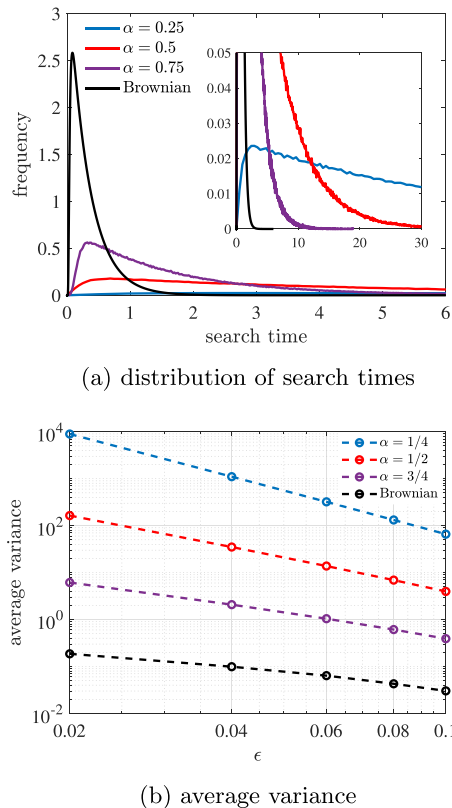 3
2.5
2
1.5
1
0.5
0
frequency
α = 0.25
α = 0.5
α = 0.75
Brownian
0.05
0.04
0.03
0.02
0.01
0
0 10 20 30
0 1 2 3 4 5 6
search time
(a) distribution of search times
10^4
10^2
10^0
10^-2
average variance
α = 1/4
α = 1/2
α = 3/4
Brownian
0.02 0.04 0.06 0.08 0.1
ϵ
(b) average variance